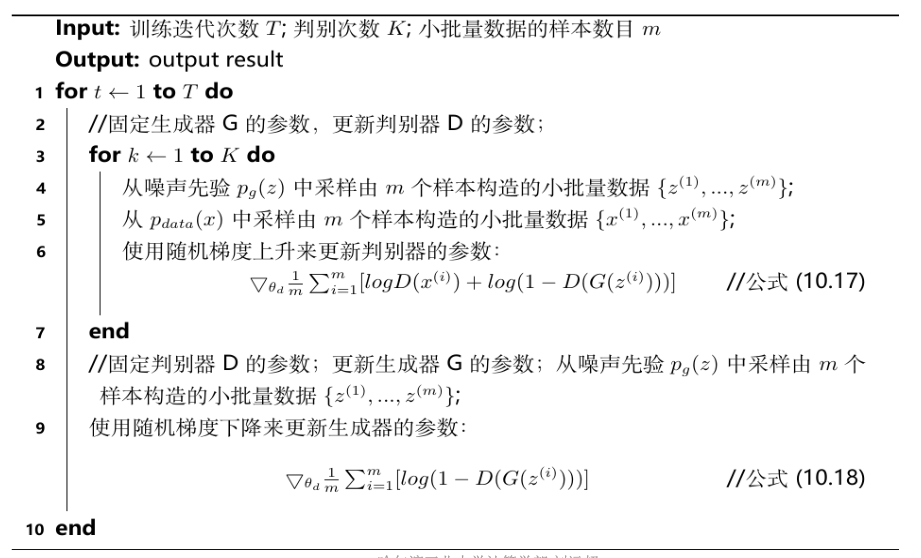 Input: 训练迭代次数 T; 判别次数 K; 小批量数据的样本数目 m
Output: output result
1 for t ← 1 to T do
2 //固定生成器 G 的参数，更新判别器 D 的参数；
3 for k ← 1 to K do
4 从噪声先验 p_g(z) 中采样由 m 个样本构造的小批量数据 {z^(1), ..., z^(m)};
5 从 p_data(x) 中采样由 m 个样本构造的小批量数据 {x^(1), ..., x^(m)};
6 使用随机梯度上升来更新判别器的参数：
▽_θ_d 1/m ∑_{i=1}^m [logD(x^(i)) + log(1 − D(G(z^(i))))] //公式 (10.17)
7 end
8 //固定判别器 D 的参数；更新生成器 G 的参数；从噪声先验 p_g(z) 中采样由 m 个
样本构造的小批量数据 {z^(1), ..., z^(m)};
9 使用随机梯度下降来更新生成器的参数：
▽_θ_d 1/m ∑_{i=1}^m [log(1 − D(G(z^(i))))] //公式 (10.18)
10 end